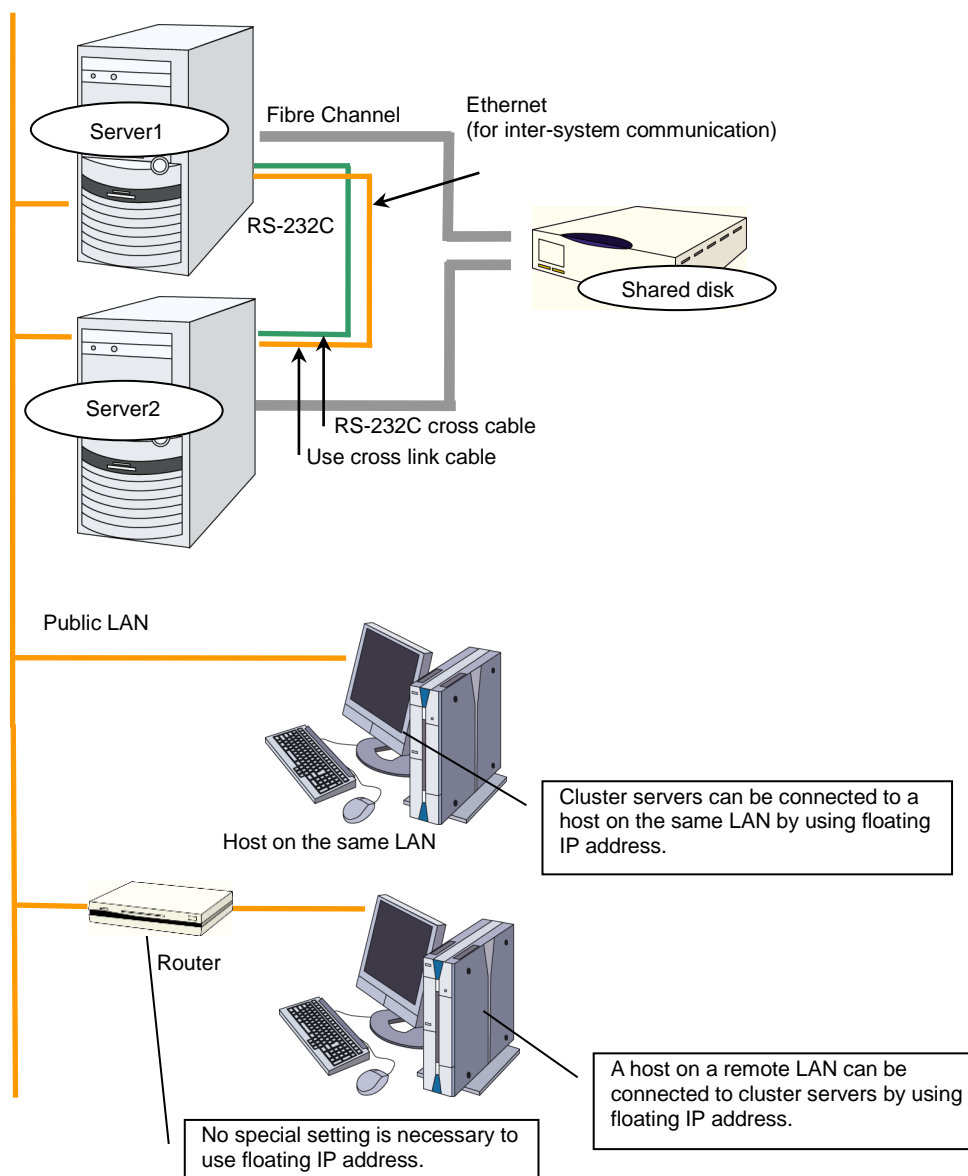 Fibre Channel
Ethernet
(for inter-system communication)
Server1
RS-232C
Shared disk
Server2
RS-232C cross cable
Use cross link cable
Public LAN
Cluster servers can be connected to a
host on the same LAN by using floating
IP address.
Host on the same LAN
Router
A host on a remote LAN can be
connected to cluster servers by using
floating IP address.
No special setting is necessary to
use floating IP address.